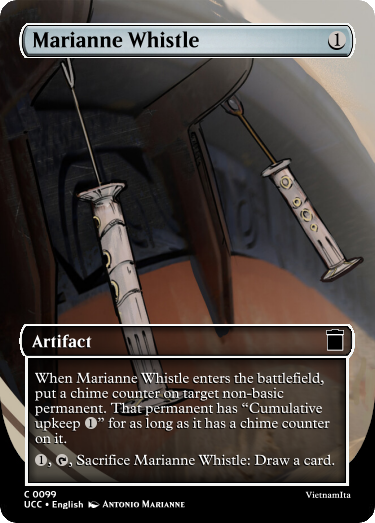 Marianne Whistle 1
Artifact
When Marianne Whistle enters the battlefield,
put a chime counter on target non-basic
permanent. That permanent has “Cumulative
upkeep 1” for as long as it has a chime counter
on it.
1, , Sacrifice Marianne Whistle: Draw a card.
C 0099 VietnamIta
UCC • English Antonio Marianne